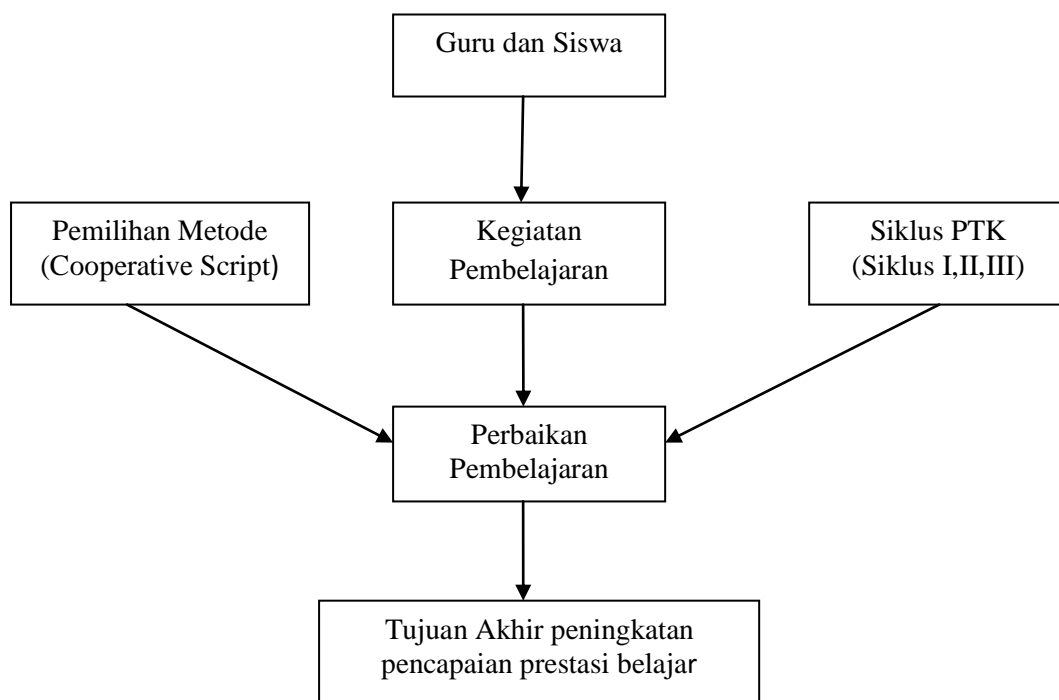 Guru dan Siswa
Pemilihan Metode
(Cooperative Script)
Kegiatan
Pembelajaran
Siklus PTK
(Siklus I,II,III)
Perbaikan
Pembelajaran
Tujuan Akhir peningkatan
pencapaian prestasi belajar